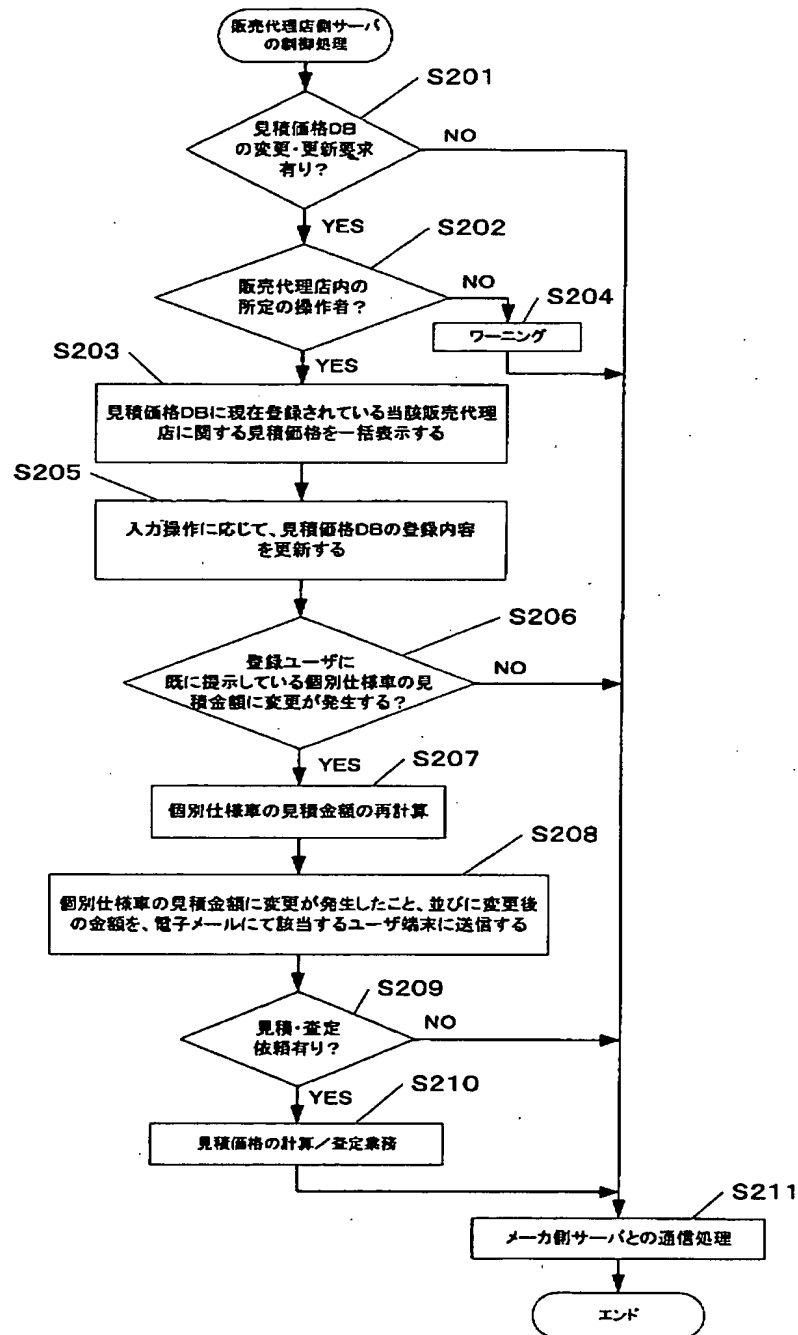 販売代理店側サーバ
の制御処理
S201
見積価格DB
の変更・更新要求
有り?
NO
YES
S202
販売代理店内の
所定の操作者?
NO
S204
ワーニング
YES
S203
見積価格DBに現在登録されている当該販売代理
店に関する見積価格を一括表示する
S205
入力操作に応じて、見積価格DBの登録内容
を更新する
S206
登録ユーザに
既に提示している個別仕様車の見
積金額に変更が発生する?
NO
YES
S207
個別仕様車の見積金額の再計算
S208
個別仕様車の見積金額に変更が発生したこと、並びに変更後
の金額を、電子メールにて該当するユーザ端末に送信する
S209
見積・査定
依頼有り?
NO
YES
S210
見積価格の計算/査定業務
S211
メーカ側サーバとの通信処理
エンド